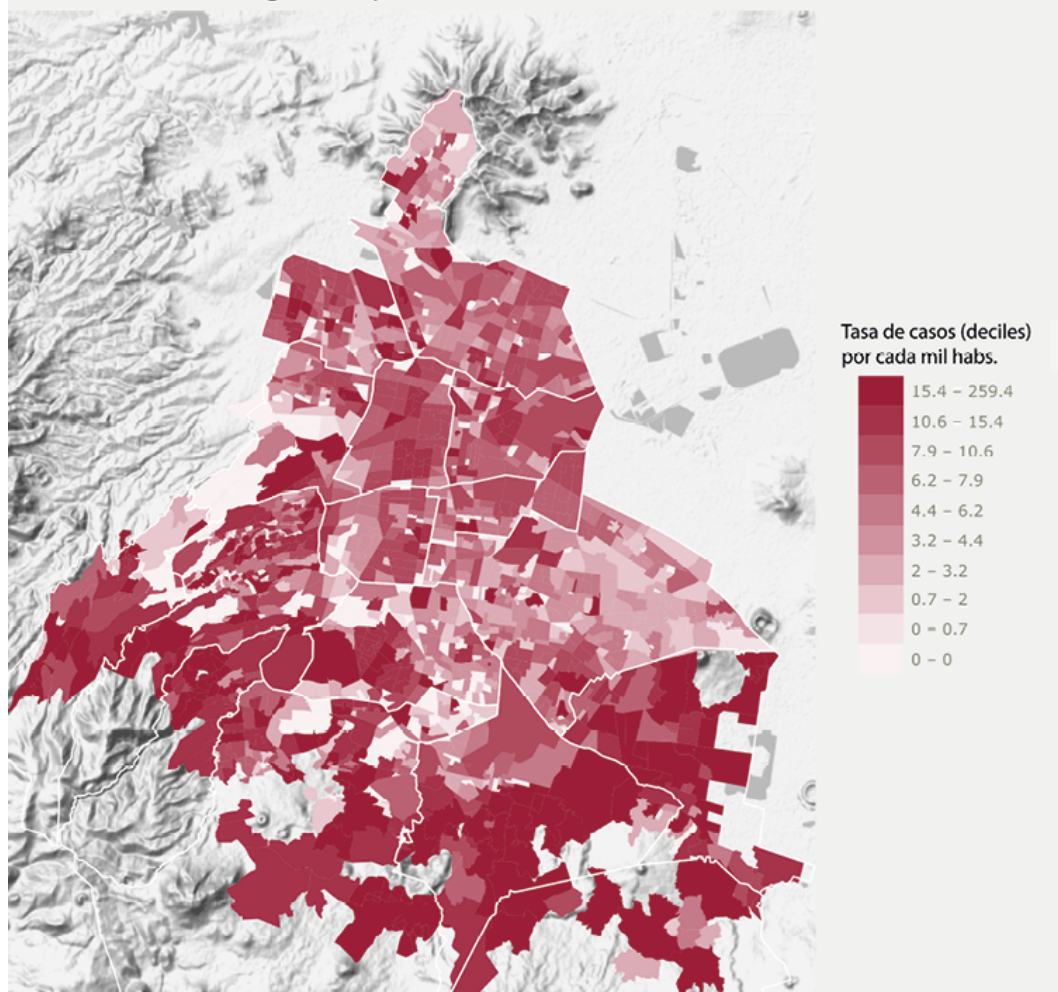 Tasa de casos (deciles)
por cada mil habs.
15.4 – 259.4
10.6 – 15.4
7.9 – 10.6
6.2 – 7.9
4.4 – 6.2
3.2 – 4.4
2 – 3.2
0.7 – 2
0 – 0.7
0 – 0